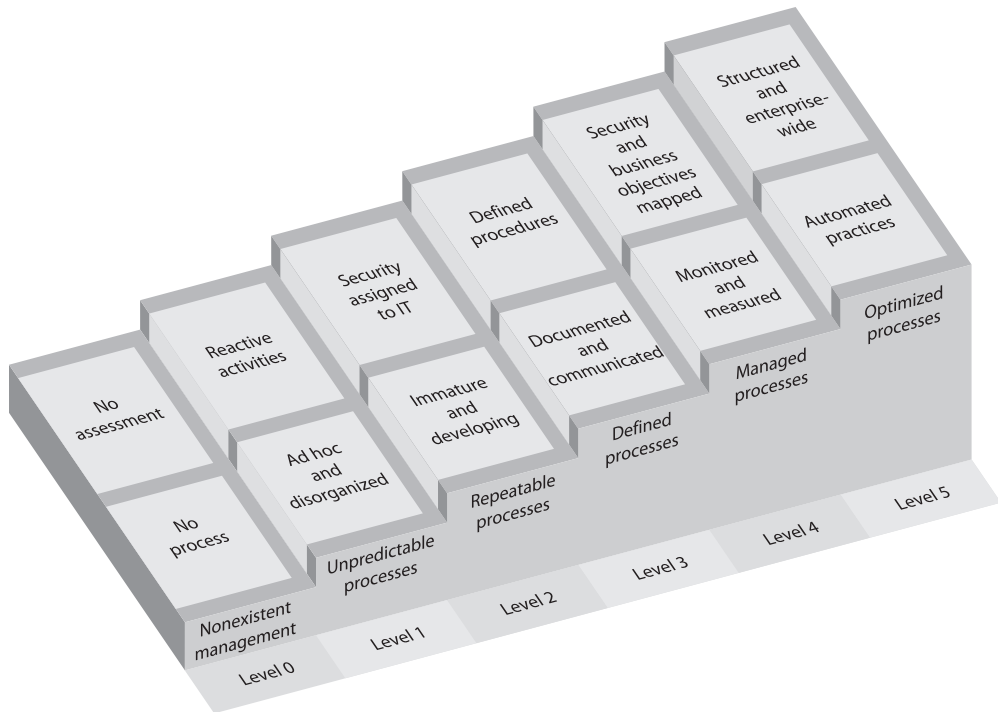 No
assessment
No
process
Nonexistent
management
Level 0
Reactive
activities
Ad hoc
and
disorganized
Unpredictable
processes
Level 1
Security
assigned
to IT
Immature
and
developing
Repeatable
processes
Level 2
Defined
procedures
Documented
and
communicated
Defined
processes
Level 3
Security
and
business
objectives
mapped
Monitored
and
measured
Managed
processes
Level 4
Structured
and
enterprise-
wide
Automated
practices
Optimized
processes
Level 5